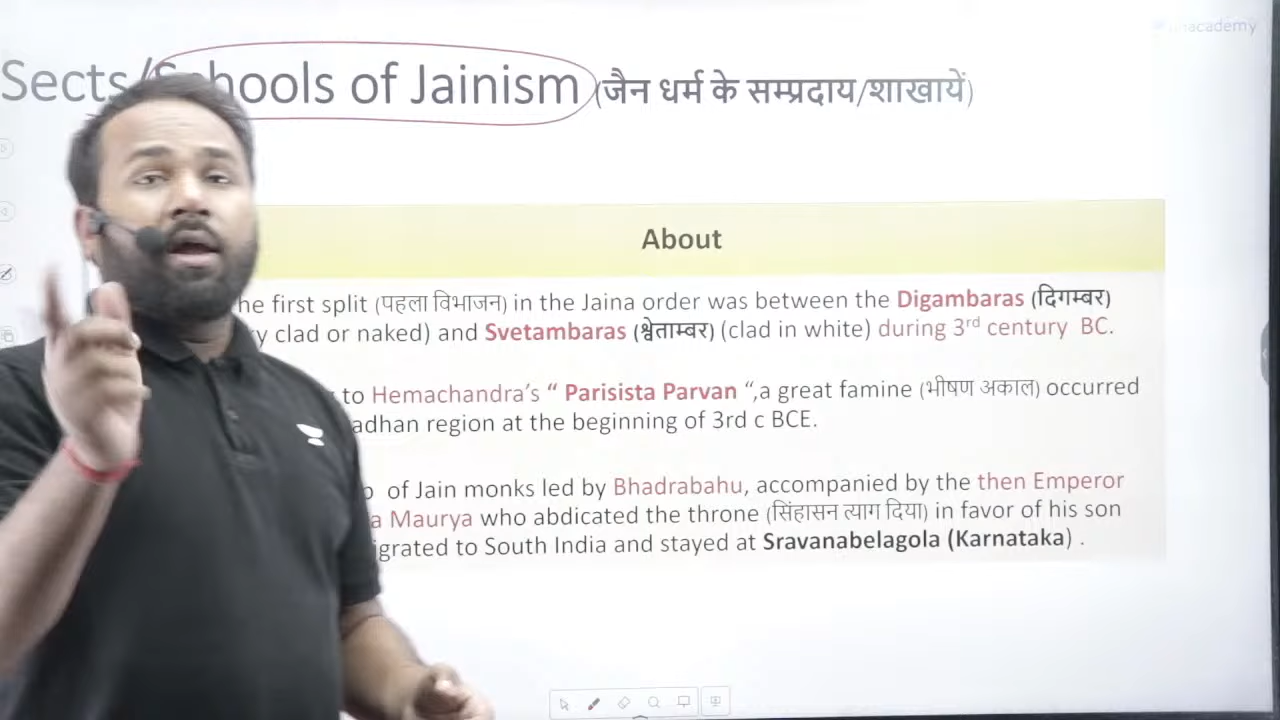 unacademy
Sects/Schools of Jainism (जैन धर्म के सम्प्रदाय/शाखायें)
About
first split (पहला विभाजन) in the Jaina order was between the Digambaras (दिगम्बर)
clad or naked) and Svetambaras (श्वेताम्बर) (clad in white) during 3rd century BC.
to Hemachandra's “ Parisista Parvan “,a great famine (भीषण अकाल) occurred
region at the beginning of 3rd c BCE.
of Jain monks led by Bhadrabahu, accompanied by the then Emperor
Maurya who abdicated the throne (सिंहासन त्याग दिया) in favor of his son
to South India and stayed at Sravanabelagola (Karnataka) .